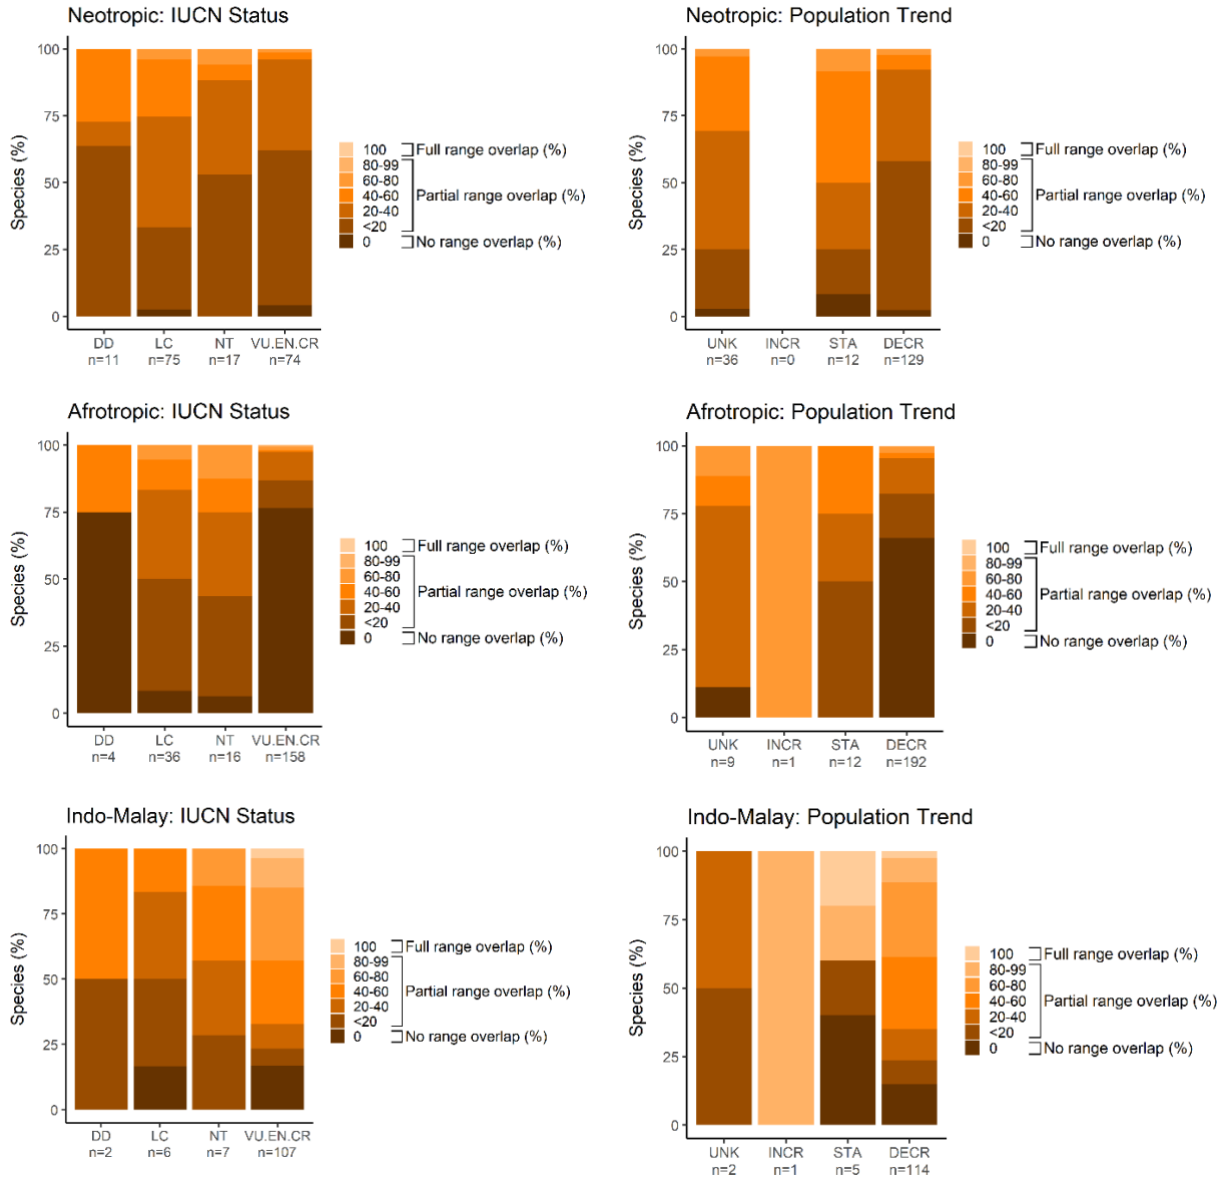 Neotropic: IUCN Status
Species (%)
100
75
50
25
0
DD LC NT VU.EN.CR
n=11 n=75 n=17 n=74
100 Full range overlap (%)
80-99
60-80
40-60 Partial range overlap (%)
20-40
<20
0 No range overlap (%)
Neotropic: Population Trend
Species (%)
100
75
50
25
0
UNK INCR STA DECR
n=36 n=0 n=12 n=129
100 Full range overlap (%)
80-99
60-80
40-60 Partial range overlap (%)
20-40
<20
0 No range overlap (%)
Afrotropic: IUCN Status
Species (%)
100
75
50
25
0
DD LC NT VU.EN.CR
n=4 n=36 n=16 n=158
100 Full range overlap (%)
80-99
60-80
40-60 Partial range overlap (%)
20-40
<20
0 No range overlap (%)
Afrotropic: Population Trend
Species (%)
100
75
50
25
0
UNK INCR STA DECR
n=9 n=1 n=12 n=192
100 Full range overlap (%)
80-99
60-80
40-60 Partial range overlap (%)
20-40
<20
0 No range overlap (%)
Indo-Malay: IUCN Status
Species (%)
100
75
50
25
0
DD LC NT VU.EN.CR
n=2 n=6 n=7 n=107
100 Full range overlap (%)
80-99
60-80
40-60 Partial range overlap (%)
20-40
<20
0 No range overlap (%)
Indo-Malay: Population Trend
Species (%)
100
75
50
25
0
UNK INCR STA DECR
n=2 n=1 n=5 n=114
100 Full range overlap (%)
80-99
60-80
40-60 Partial range overlap (%)
20-40
<20
0 No range overlap (%)